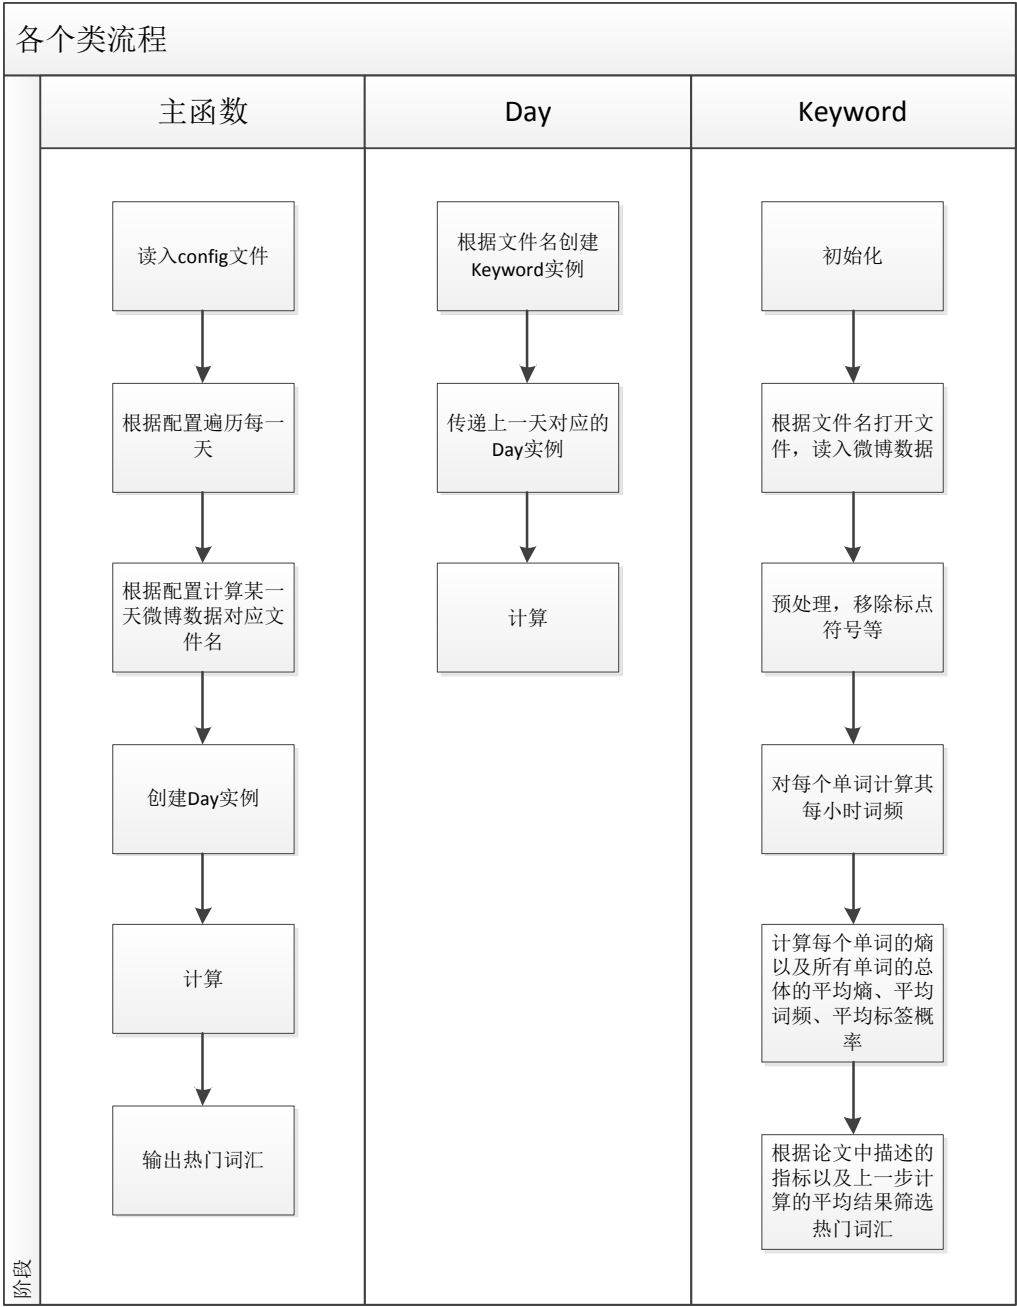 各个类流程
主函数
Day
Keyword
读入config文件
根据配置遍历每一
天
根据配置计算某一
天微博数据对应文
件名
创建Day实例
计算
输出热门词汇
根据文件名创建
Keyword实例
传递上一天对应的
Day实例
计算
初始化
根据文件名打开文
件，读入微博数据
预处理，移除标点
符号等
对每个单词计算其
每小时词频
计算每个单词的熵
以及所有单词的总
体的平均熵、平均
词频、平均标签概
率
根据论文中描述的
指标以及上一步计
算的平均结果筛选
热门词汇
阶段